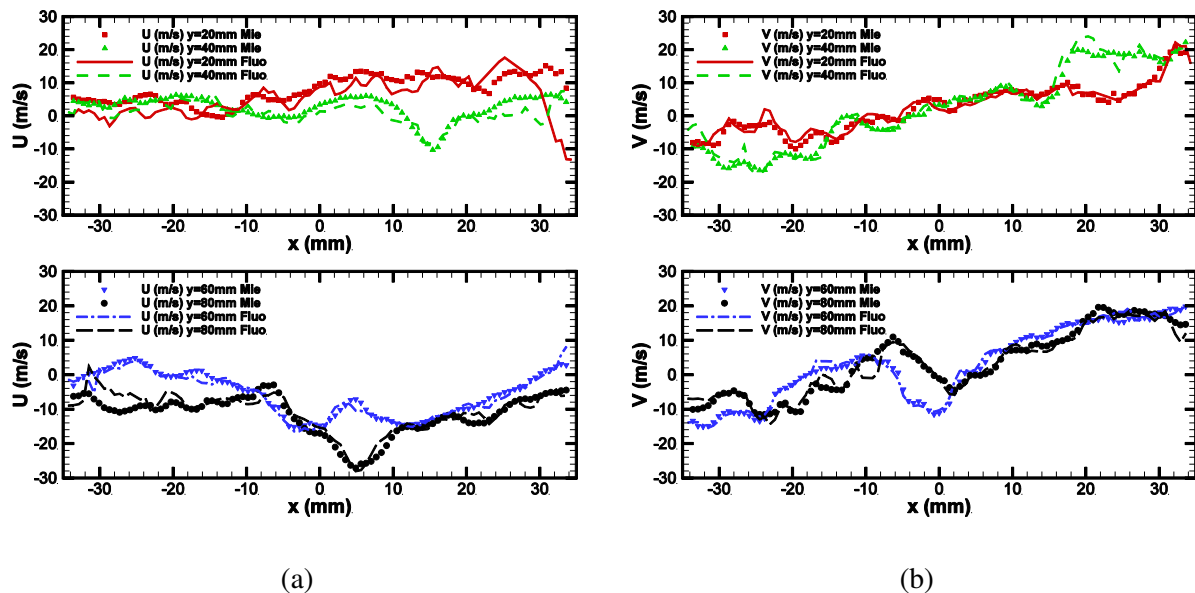 30
20
10
0
-10
-20
-30
U (m/s)
U (m/s) y=20mm Mie
U (m/s) y=40mm Mie
U (m/s) y=20mm Fluo
U (m/s) y=40mm Fluo
-30 -20 -10 0 10 20 30
x (mm)
30
20
10
0
-10
-20
-30
V (m/s)
V (m/s) y=20mm Mie
V (m/s) y=40mm Mie
V (m/s) y=20mm Fluo
V (m/s) y=40mm Fluo
-30 -20 -10 0 10 20 30
x (mm)
30
20
10
0
-10
-20
-30
U (m/s)
U (m/s) y=60mm Mie
U (m/s) y=80mm Mie
U (m/s) y=60mm Fluo
U (m/s) y=80mm Fluo
-30 -20 -10 0 10 20 30
x (mm)
30
20
10
0
-10
-20
-30
V (m/s)
V (m/s) y=60mm Mie
V (m/s) y=80mm Mie
V (m/s) y=60mm Fluo
V (m/s) y=80mm Fluo
-30 -20 -10 0 10 20 30
x (mm)
(a)
(b)